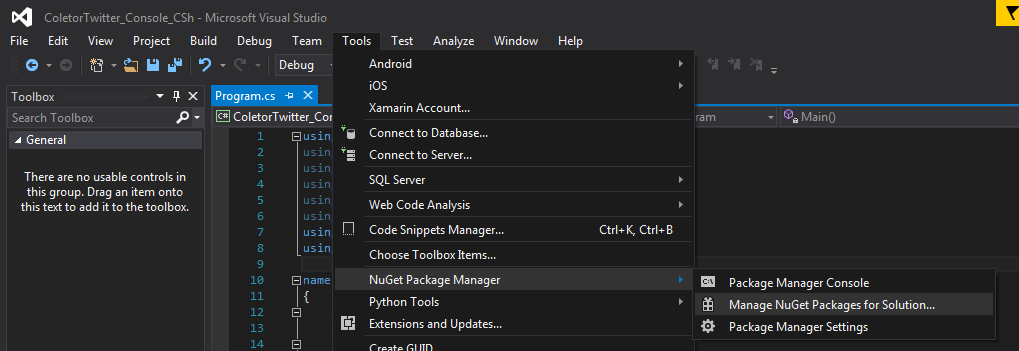 ColetorTwitter_Console_CSh - Microsoft Visual Studio
File Edit View Project Build Debug Team Tools Test Analyze Window Help
Debug
Toolbox
Search Toolbox
General
There are no usable controls in
this group. Drag an item onto
this text to add it to the toolbox.
Program.cs
C# ColetorTwitter_Con
ram
Main()
1 usin
2 usin
3 usin
4 usin
5 usin
6 usin
7 usin
8 usin
9
10 name
11 {
12
13
14
Android
iOS
Xamarin Account...
Connect to Database...
Connect to Server...
SQL Server
Web Code Analysis
Code Snippets Manager... Ctrl+K, Ctrl+B
Choose Toolbox Items...
NuGet Package Manager
Python Tools
Extensions and Updates...
Create GUID
C:\ Package Manager Console
Manage NuGet Packages for Solution...
Package Manager Settings